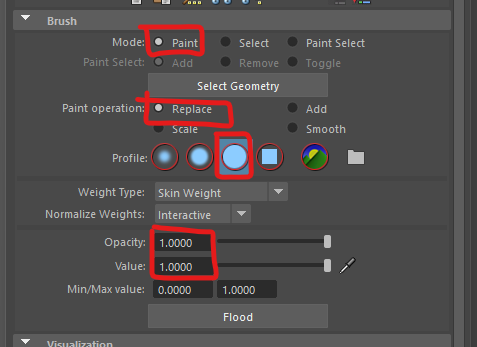 Brush
Mode: Paint Select Paint Select
Paint Select: Add Remove Toggle
Select Geometry
Paint operation: Replace Add
Scale Smooth
Profile:
Weight Type: Skin Weight
Normalize Weights: Interactive
Opacity: 1.0000
Value: 1.0000
Min/Max value: 0.0000 1.0000
Flood
Visualization